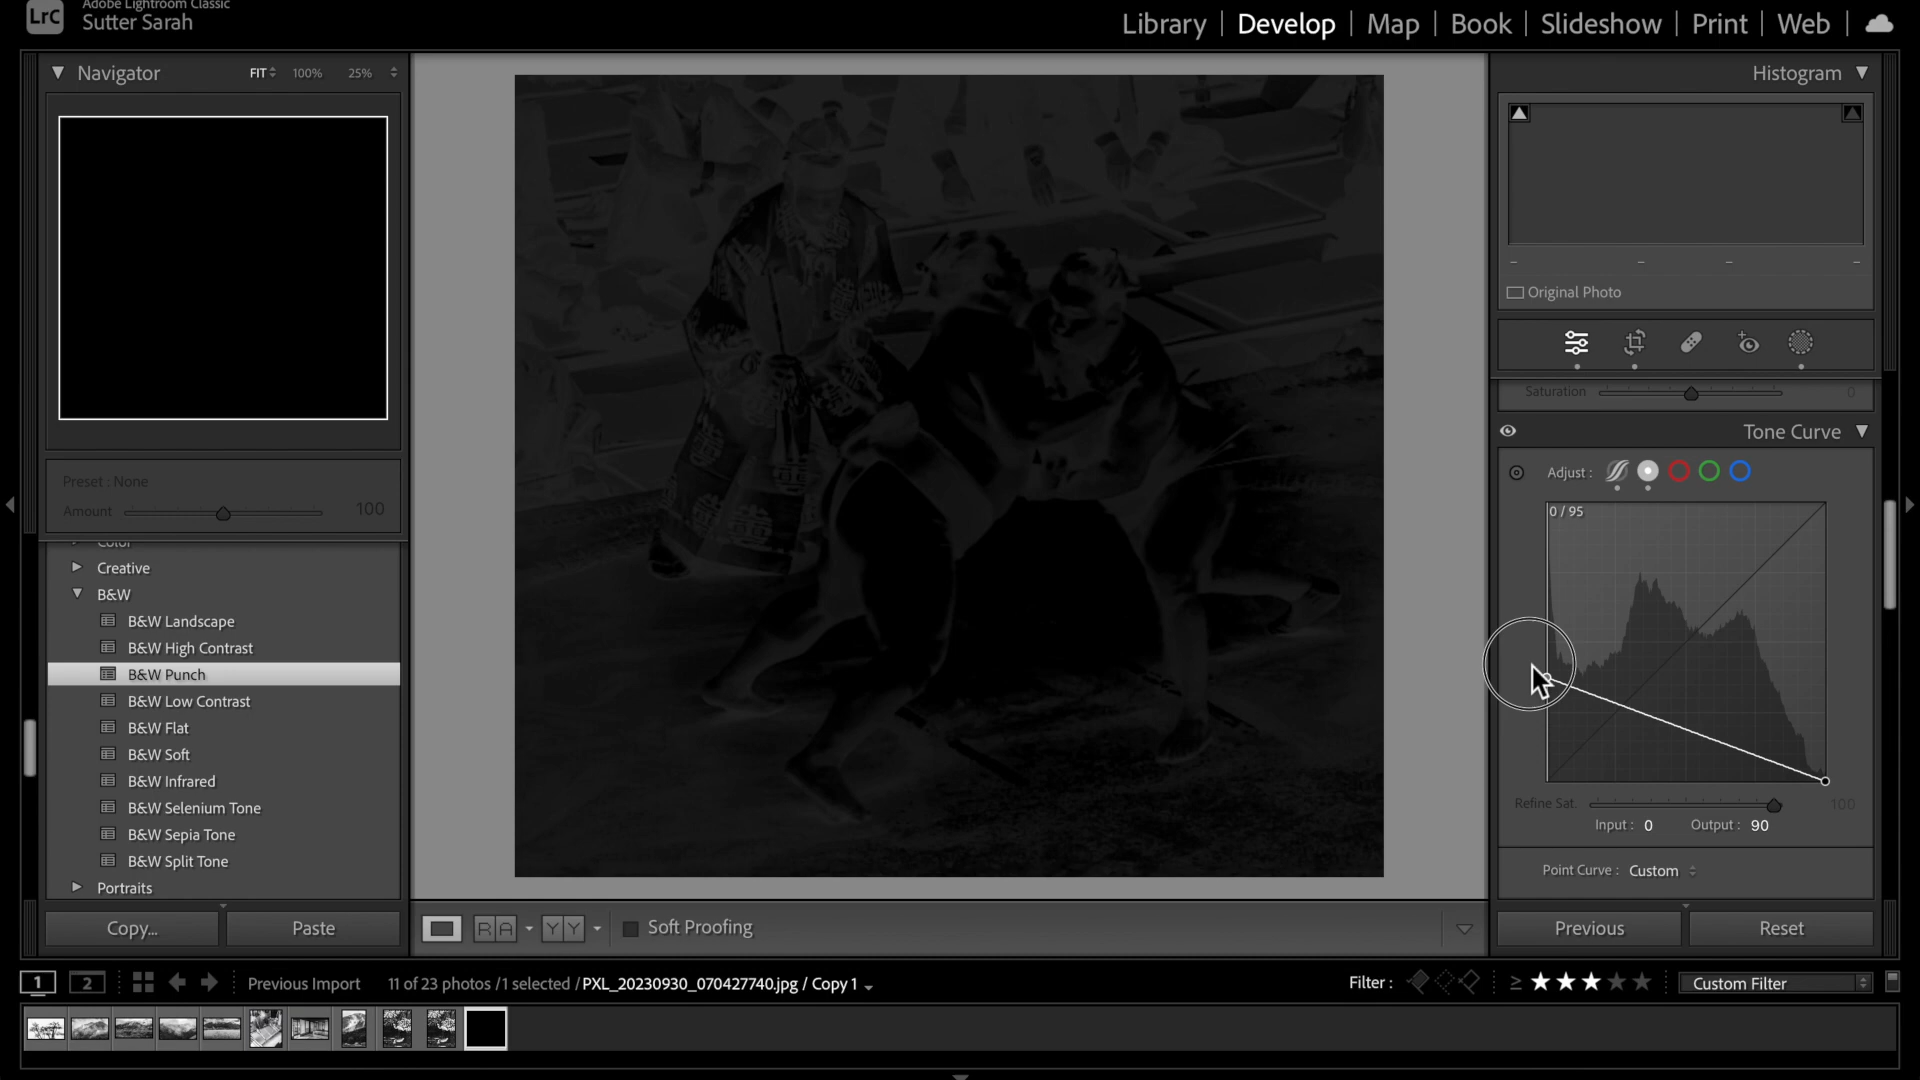 LrC
Adobe Lightroom Classic
Sutter Sarah
Library | Develop | Map | Book | Slideshow | Print | Web
Navigator
FIT 100% 25%
Histogram
Original Photo
Saturation 0
Tone Curve
Adjust :
0 / 95
Preset : None
Amount 100
Color
Creative
B&W
B&W Landscape
B&W High Contrast
B&W Punch
B&W Low Contrast
B&W Flat
B&W Soft
B&W Infrared
B&W Selenium Tone
B&W Sepia Tone
B&W Split Tone
Portraits
Refine Sat. 100
Input : 0 Output : 90
Point Curve : Custom
Copy... Paste
R A Y Y Soft Proofing
Previous Reset
1 2 Previous Import 11 of 23 photos /1 selected /PXL_20230930_070427740.jpg / Copy 1
Filter : ≥ ★★★★★ Custom Filter